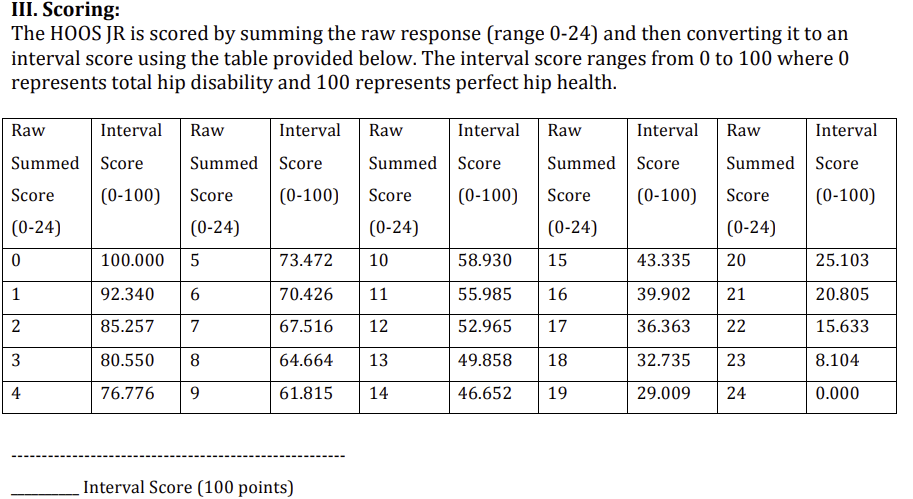 III. Scoring:
The HOOS JR is scored by summing the raw response (range 0-24) and then converting it to an
interval score using the table provided below. The interval score ranges from 0 to 100 where 0
represents total hip disability and 100 represents perfect hip health.
Raw Interval Raw Interval Raw Interval Raw Interval Raw Interval
Summed Score Summed Score Summed Score Summed Score Summed Score
Score (0-100) Score (0-100) Score (0-100) Score (0-100) Score (0-100)
(0-24) (0-24) (0-24) (0-24) (0-24)
0 100.000 5 73.472 10 58.930 15 43.335 20 25.103
1 92.340 6 70.426 11 55.985 16 39.902 21 20.805
2 85.257 7 67.516 12 52.965 17 36.363 22 15.633
3 80.550 8 64.664 13 49.858 18 32.735 23 8.104
4 76.776 9 61.815 14 46.652 19 29.009 24 0.000
-------------------------------------------------------
_________ Interval Score (100 points)